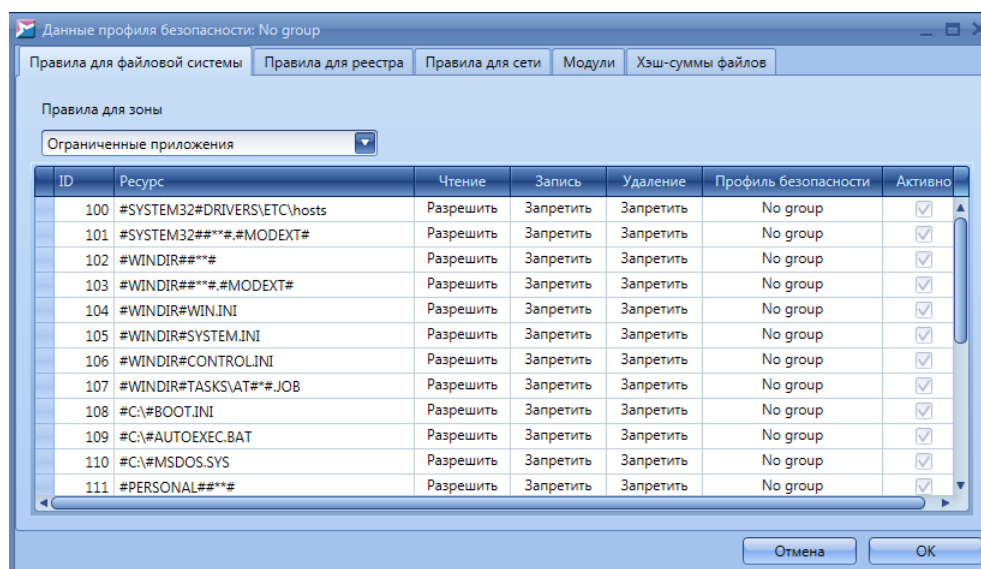 Данные профиля безопасности: No group
Правила для файловой системы Правила для реестра Правила для сети Модули Хэш-суммы файлов
Правила для зоны
Ограниченные приложения
ID Ресурс Чтение Запись Удаление Профиль безопасности Активно
100 #SYSTEM32#DRIVERS\ETC\hosts Разрешить Запретить Запретить No group
101 #SYSTEM32##**#.#MODEXT# Разрешить Запретить Запретить No group
102 #WINDIR##**# Разрешить Запретить Запретить No group
103 #WINDIR##**#.#MODEXT# Разрешить Запретить Запретить No group
104 #WINDIR#WIN.INI Разрешить Запретить Запретить No group
105 #WINDIR#SYSTEM.INI Разрешить Запретить Запретить No group
106 #WINDIR#CONTROL.INI Разрешить Запретить Запретить No group
107 #WINDIR#TASKS\AT#*#.JOB Разрешить Запретить Запретить No group
108 #C:\#BOOT.INI Разрешить Запретить Запретить No group
109 #C:\#AUTOEXEC.BAT Разрешить Запретить Запретить No group
110 #C:\#MSDOS.SYS Разрешить Запретить Запретить No group
111 #PERSONAL##**# Разрешить Запретить Запретить No group
Отмена OK